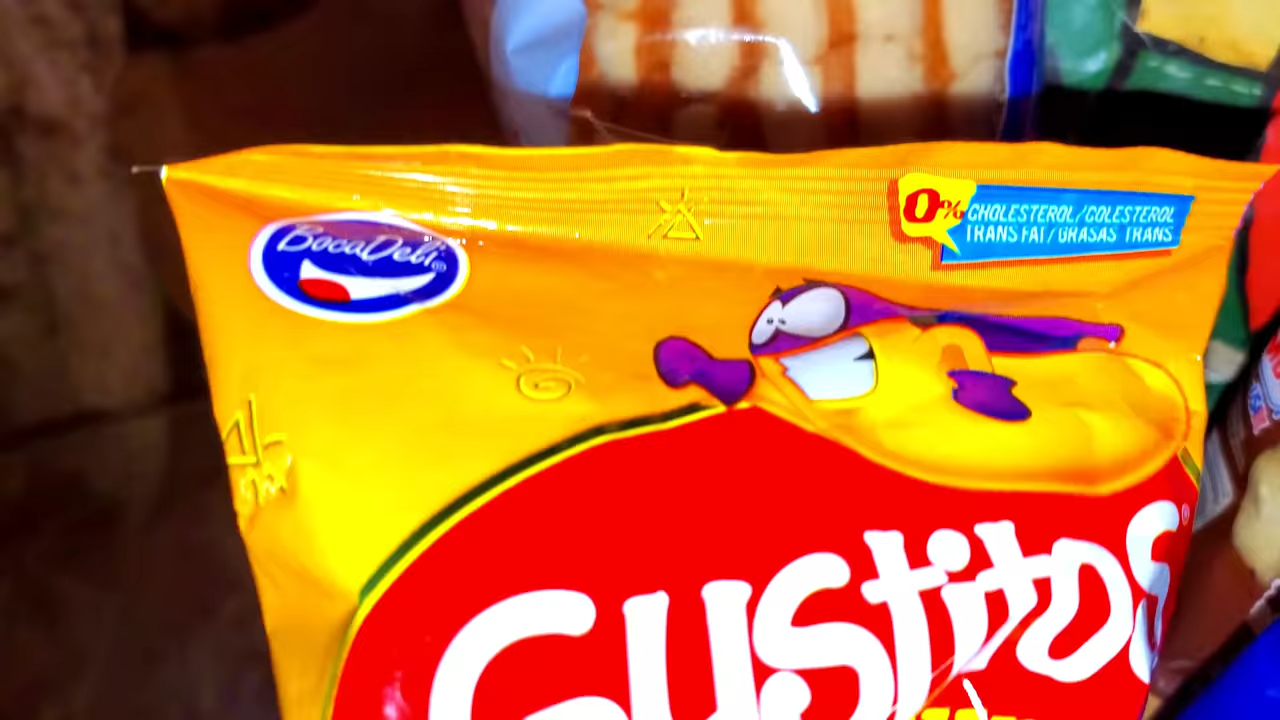 BocaDeli®
0% CHOLESTEROL/COLESTEROL
TRANS FAT/GRASAS TRANS
Gustitos®